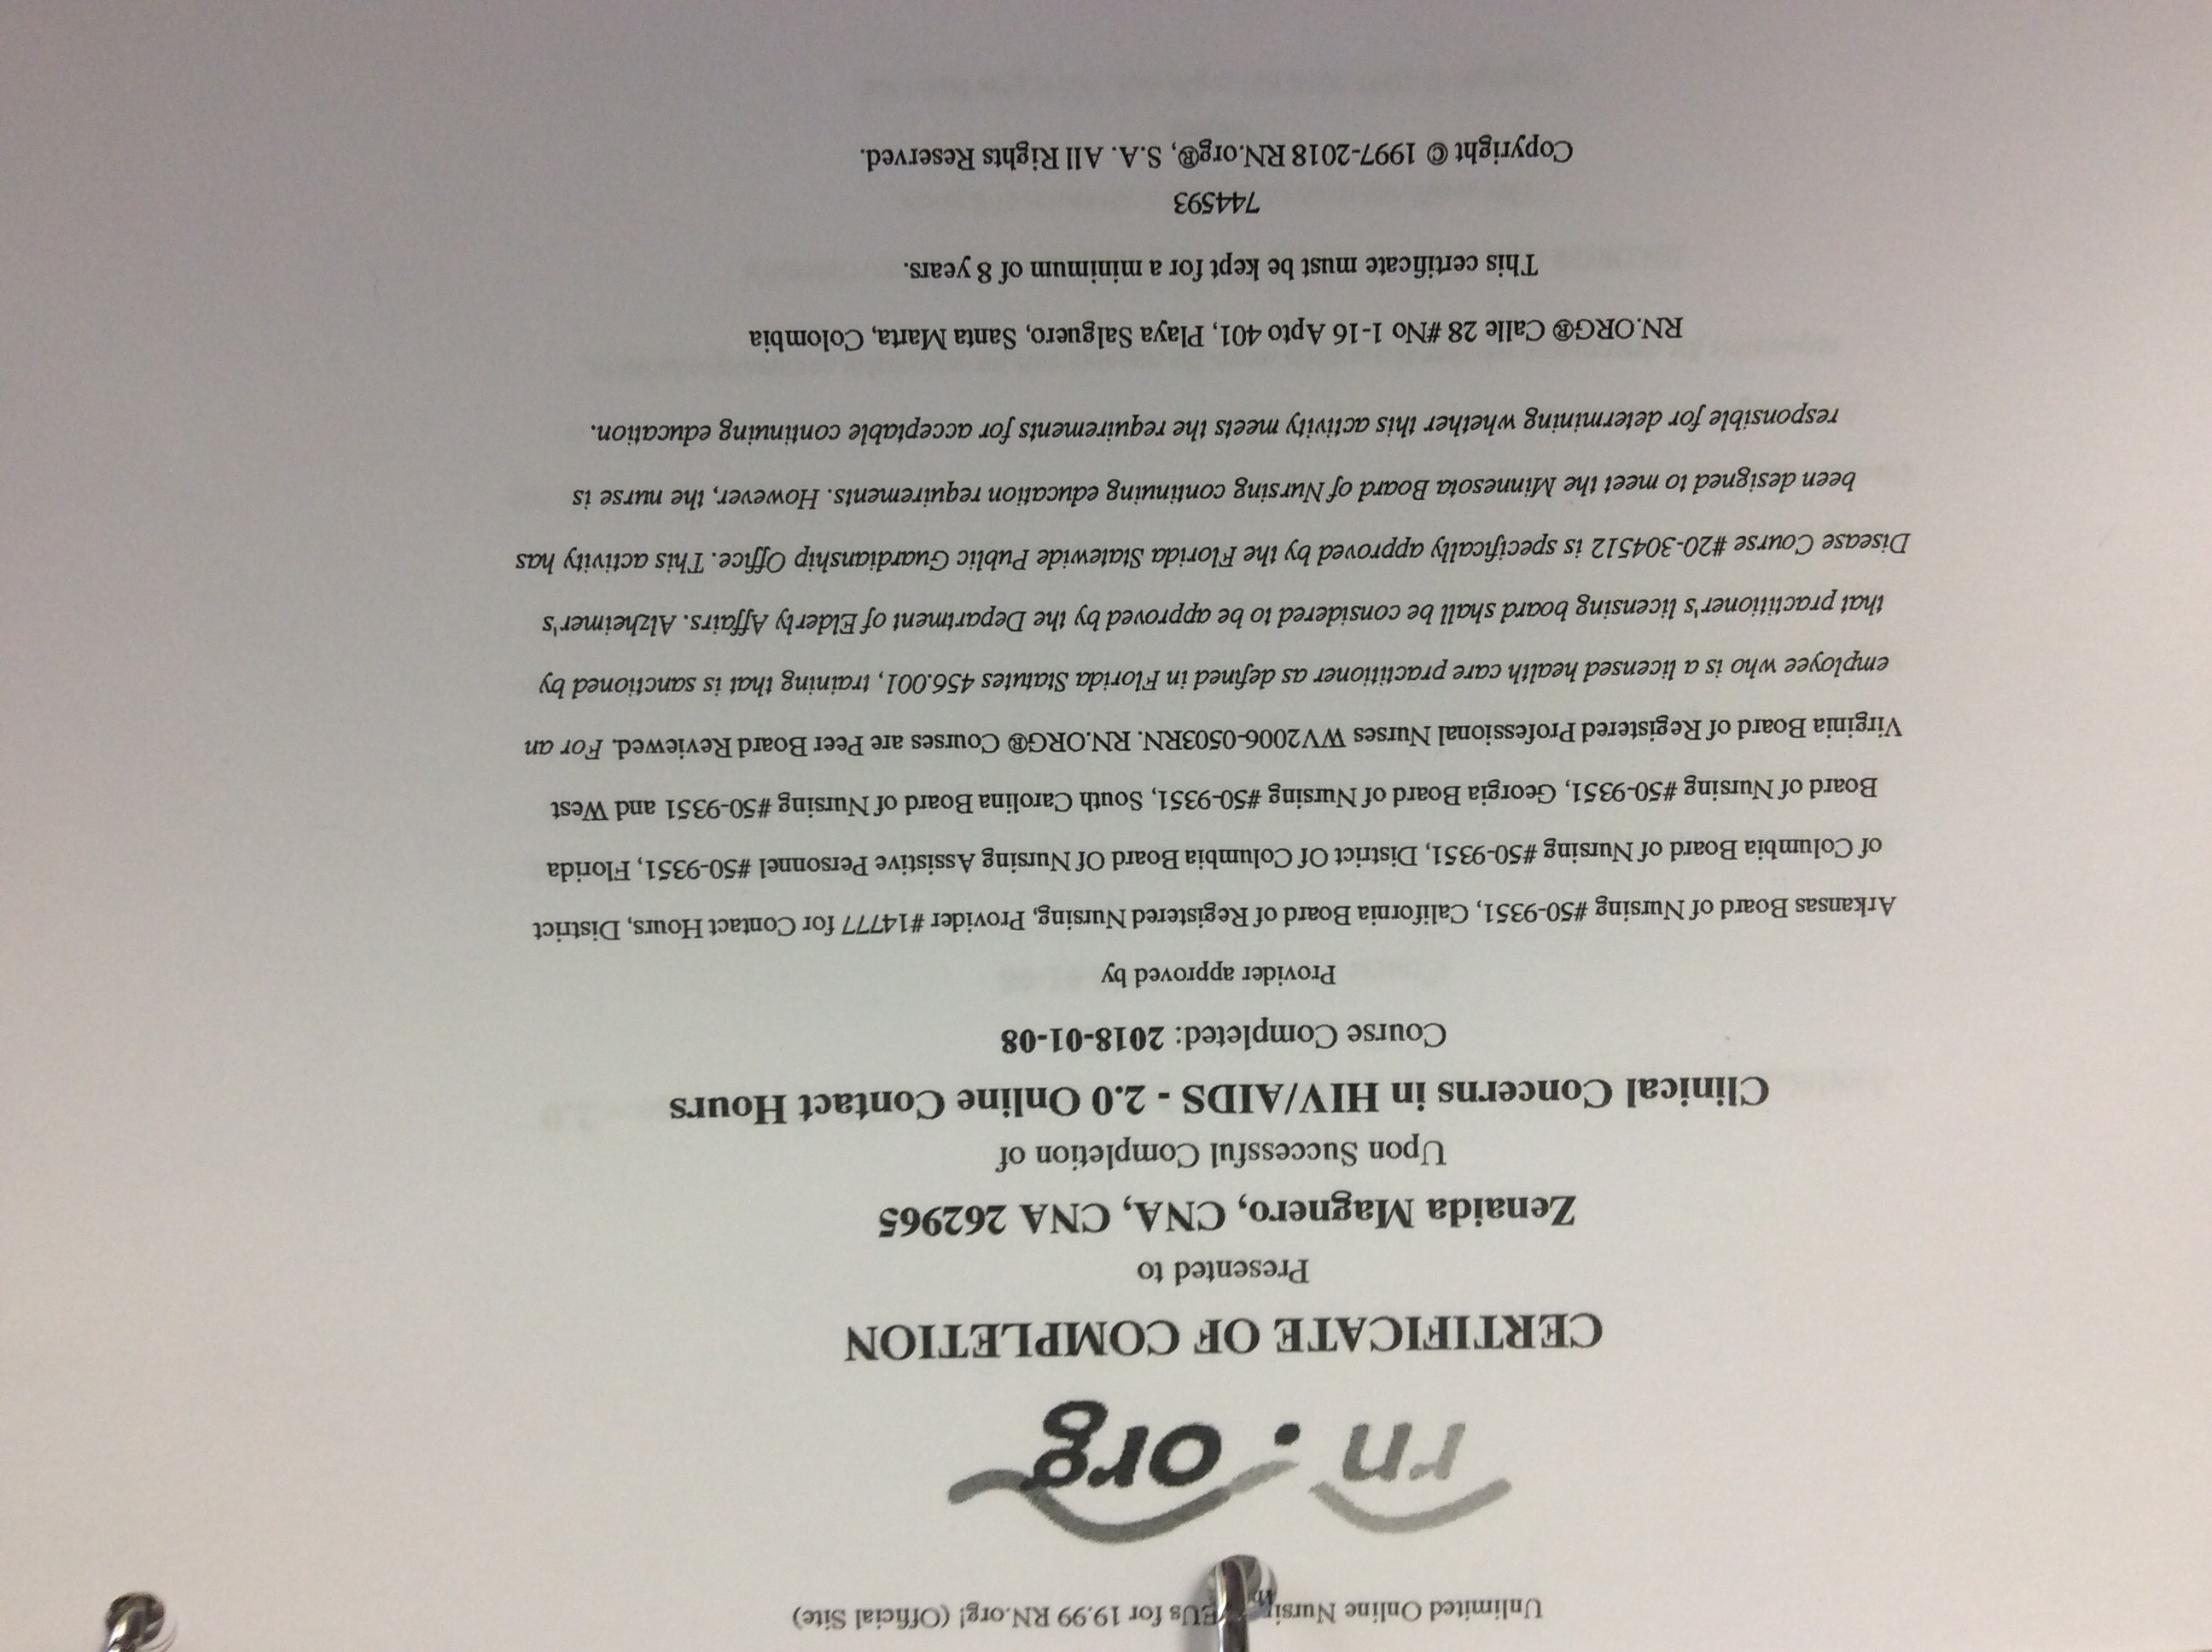 Unlimited Online EUs for 19.99 RN.org! (Official Site)
rn.org
CERTIFICATE OF COMPLETION
Presented to
Zenaida Magnero, CNA, CNA 262965
Upon Successful Completion of
Clinical Concerns in HIV/AIDS - 2.0 Online Contact Hours
Course Completed: 2018-01-08
Provider approved by
Arkansas Board of Nursing #50-9351, California Board of Registered Nursing, Provider #14777 for Contact Hours, District
of Columbia Board of Nursing #50-9351, District Of Columbia Board Of Nursing Assistive Personnel #50-9351, Florida
Board of Nursing #50-9351, Georgia Board of Nursing #50-9351, South Carolina Board of Nursing #50-9351 and West
Virginia Board of Registered Professional Nurses WV2006-0503RN. RN.ORG® Courses are Peer Board Reviewed. For an
employee who is a licensed health care practitioner as defined in Florida Statutes 456.001, training that is sanctioned by
that practitioner's licensing board shall be considered to be approved by the Department of Elderly Affairs. Alzheimer's
Disease Course #20-304512 is specifically approved by the Florida Statewide Public Guardianship Office. This activity has
been designed to meet the Minnesota Board of Nursing continuing education requirements. However, the nurse is
responsible for determining whether this activity meets the requirements for acceptable continuing education.
RN.ORG® Calle 28 #No 1-16 Apto 401, Playa Salguero, Santa Marta, Colombia
This certificate must be kept for a minimum of 8 years.
744593
Copyright © 1997-2018 RN.org®, S.A. All Rights Reserved.